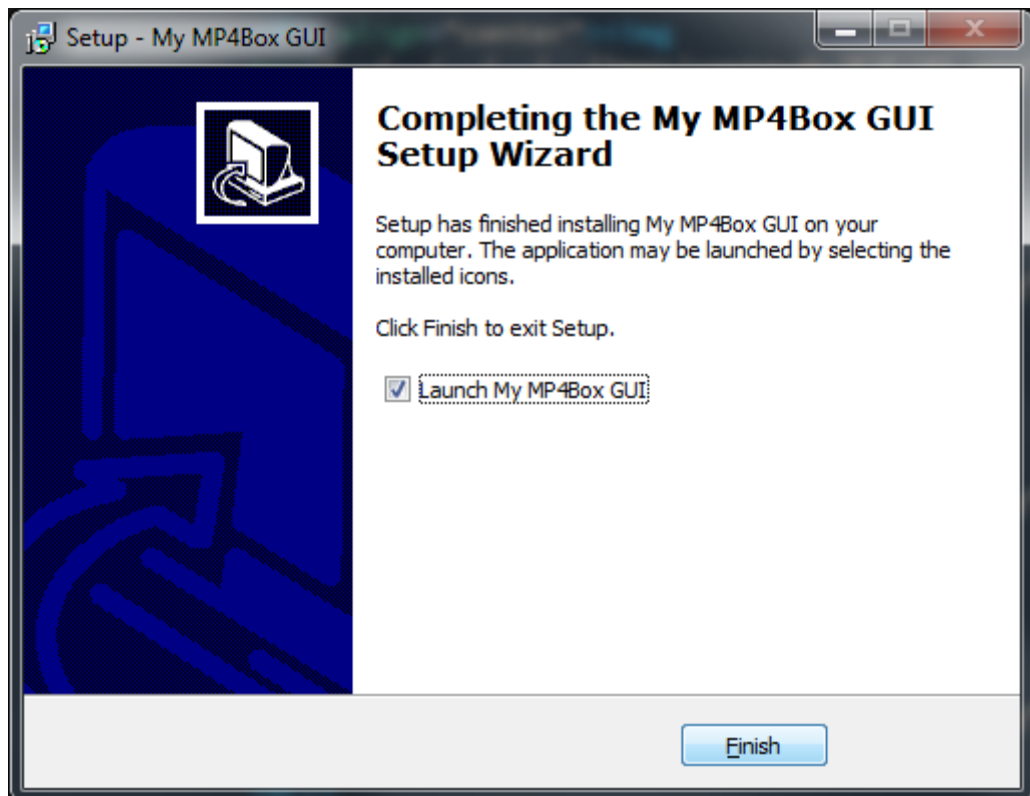 Setup - My MP4Box GUI
Completing the My MP4Box GUI
Setup Wizard
Setup has finished installing My MP4Box GUI on your
computer. The application may be launched by selecting the
installed icons.
Click Finish to exit Setup.
Launch My MP4Box GUI
Finish